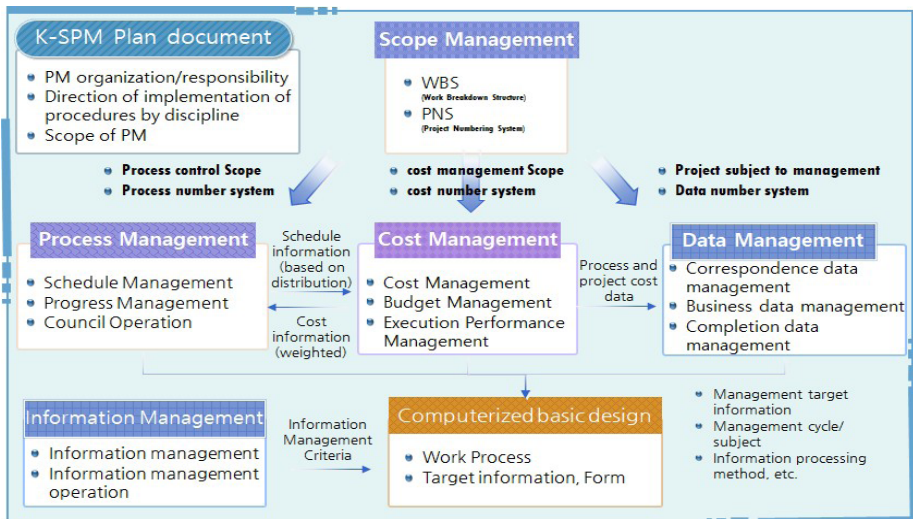 K-SPM Plan document
PM organization/responsibility
Direction of implementation of
procedures by discipline
Scope of PM
Scope Management
WBS
(Work Breakdown Structure)
PNS
(Project Numbering System)
Process control Scope
Process number system
cost management Scope
cost number system
Project subject to management
Data number system
Process Management
Schedule Management
Progress Management
Council Operation
Schedule
information
(based on
distribution)
Cost
information
(weighted)
Cost Management
Cost Management
Budget Management
Execution Performance
Management
Process and
project cost
data
Data Management
Correspondence data
management
Business data management
Completion data
management
Information Management
Information management
Information management
operation
Information
Management
Criteria
Computerized basic design
Work Process
Target information, Form
Management target
information
Management cycle/
subject
Information processing
method, etc.